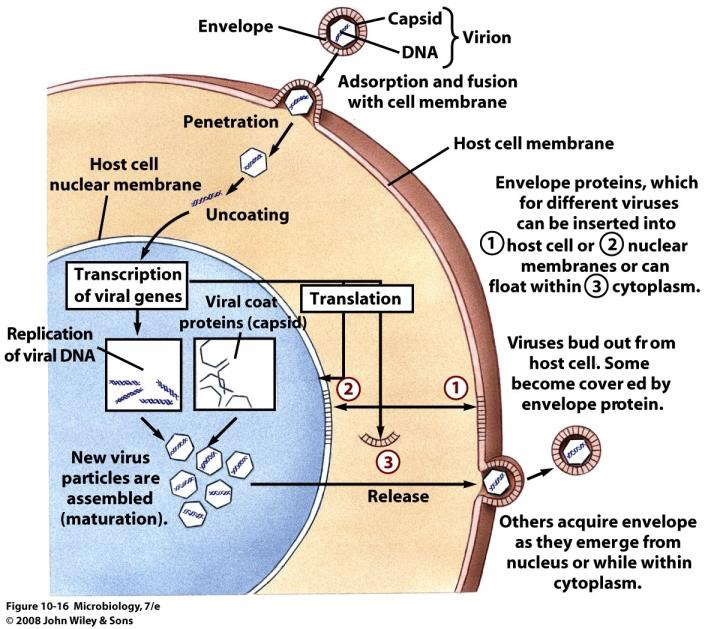 Envelope
Capsid
DNA
Virion
Adsorption and fusion
with cell membrane
Penetration
Host cell membrane
Host cell
nuclear membrane
Uncoating
Envelope proteins, which
for different viruses
can be inserted into
1 host cell or 2 nuclear
membranes or can
float within 3 cytoplasm.
Transcription
of viral genes
Viral coat
proteins (capsid)
Translation
Replication
of viral DNA
Viruses bud out from
host cell. Some
become covered by
envelope protein.
2
1
3
New virus
particles are
assembled
(maturation).
Release
Others acquire envelope
as they emerge from
nucleus or while within
cytoplasm.
Figure 10-16 Microbiology, 7/e
© 2008 John Wiley & Sons